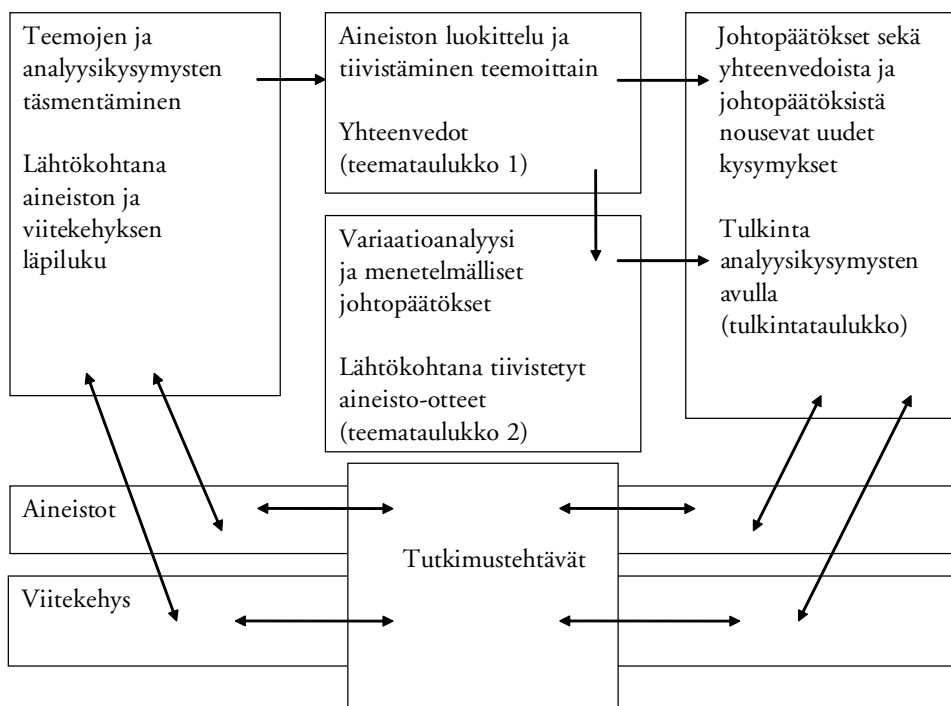 Teemojen ja
analyysikysymysten
täsmentäminen
Lähtökohtana
aineiston ja
viitekehyksen
läpiluku
Aineiston luokittelu ja
tiivistäminen teemoittain
Yhteenvedot
(teemataulukko 1)
Variaatioanalyysi
ja menetelmälliset
johtopäätökset
Lähtökohtana tiivistetyt
aineisto-otteet
(teemataulukko 2)
Johtopäätökset sekä
yhteenvedoista ja
johtopäätöksistä
nousevat uudet
kysymykset
Tulkinta
analyysikysymysten
avulla
(tulkintataulukko)
Aineistot
Tutkimustehtävät
Viitekehys